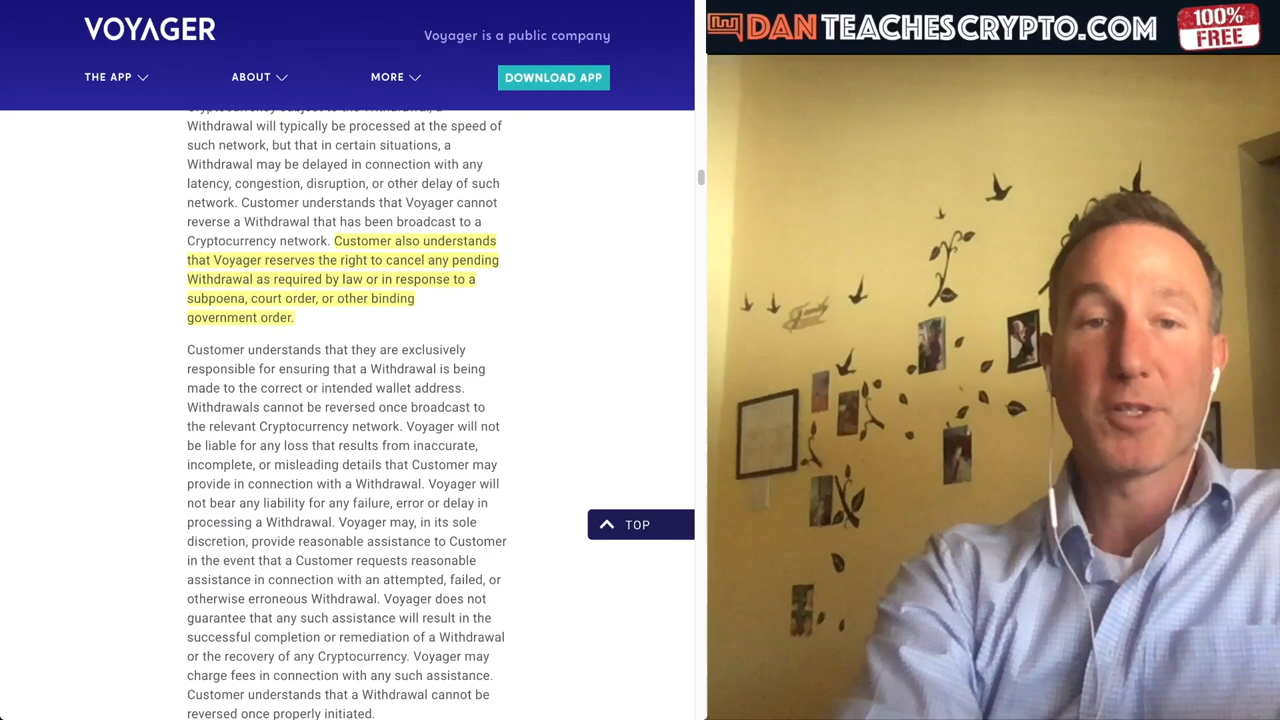 VOYAGER
Voyager is a public company
THE APP
ABOUT
MORE
DOWNLOAD APP
Cryptocurrency subject to the Withdrawal, a
Withdrawal will typically be processed at the speed of
such network, but that in certain situations, a
Withdrawal may be delayed in connection with any
latency, congestion, disruption, or other delay of such
network. Customer understands that Voyager cannot
reverse a Withdrawal that has been broadcast to a
Cryptocurrency network. Customer also understands
that Voyager reserves the right to cancel any pending
Withdrawal as required by law or in response to a
subpoena, court order, or other binding
government order.
Customer understands that they are exclusively
responsible for ensuring that a Withdrawal is being
made to the correct or intended wallet address.
Withdrawals cannot be reversed once broadcast to
the relevant Cryptocurrency network. Voyager will not
be liable for any loss that results from inaccurate,
incomplete, or misleading details that Customer may
provide in connection with a Withdrawal. Voyager will
not bear any liability for any failure, error or delay in
processing a Withdrawal. Voyager may, in its sole
discretion, provide reasonable assistance to Customer
in the event that a Customer requests reasonable
assistance in connection with an attempted, failed, or
otherwise erroneous Withdrawal. Voyager does not
guarantee that any such assistance will result in the
successful completion or remediation of a Withdrawal
or the recovery of any Cryptocurrency. Voyager may
charge fees in connection with any such assistance.
Customer understands that a Withdrawal cannot be
reversed once properly initiated.
TOP
DANTEACHESCRYPTO.COM
100%
FREE